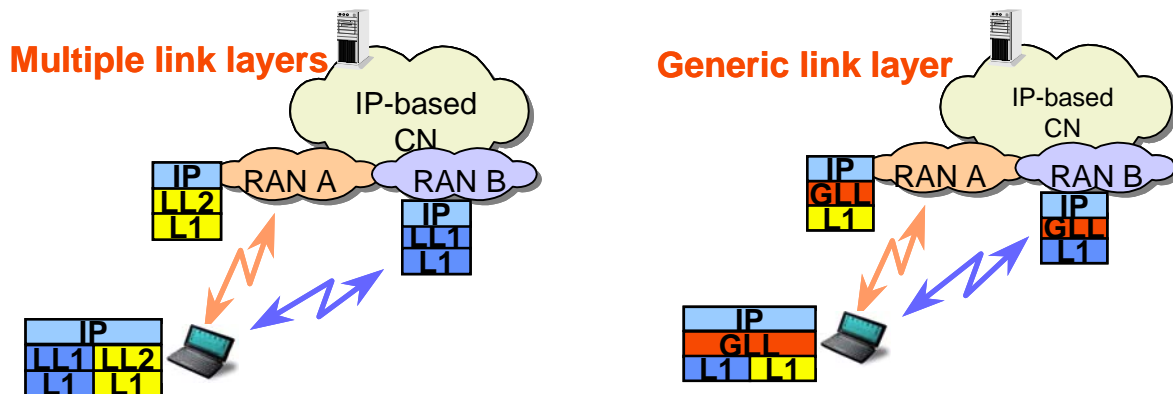 Multiple link layers
IP-based
CN
RAN A
RAN B
IP
LL2
L1
IP
LL1
L1
IP
LL1 LL2
L1 L1
Generic link layer
IP-based
CN
RAN A
RAN B
IP
GLL
L1
IP
GLL
L1
IP
GLL
L1 L1